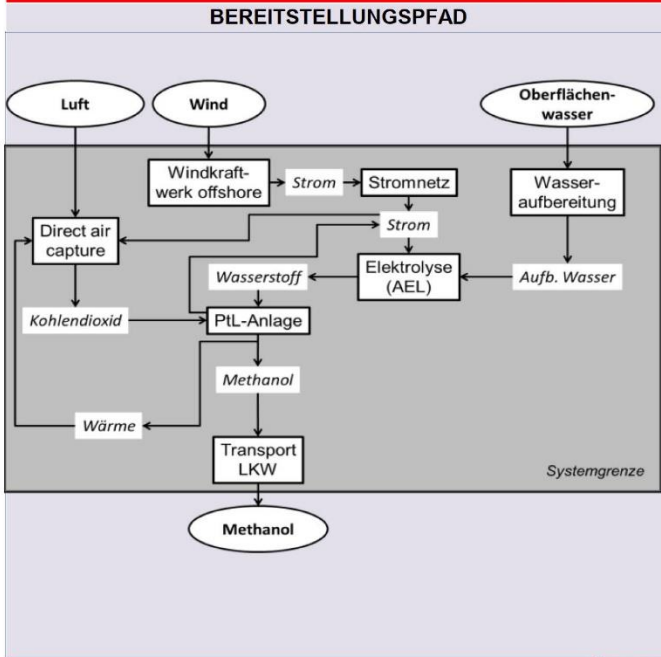 BEREITSTELLUNGSPFAD
Luft
Wind
Oberflächen-
wasser
Windkraft-
werk offshore
Strom
Stromnetz
Wasser-
aufbereitung
Direct air
capture
Strom
Wasserstoff
Elektrolyse
(AEL)
Aufb. Wasser
Kohlendioxid
PtL-Anlage
Methanol
Wärme
Transport
LKW
Systemgrenze
Methanol